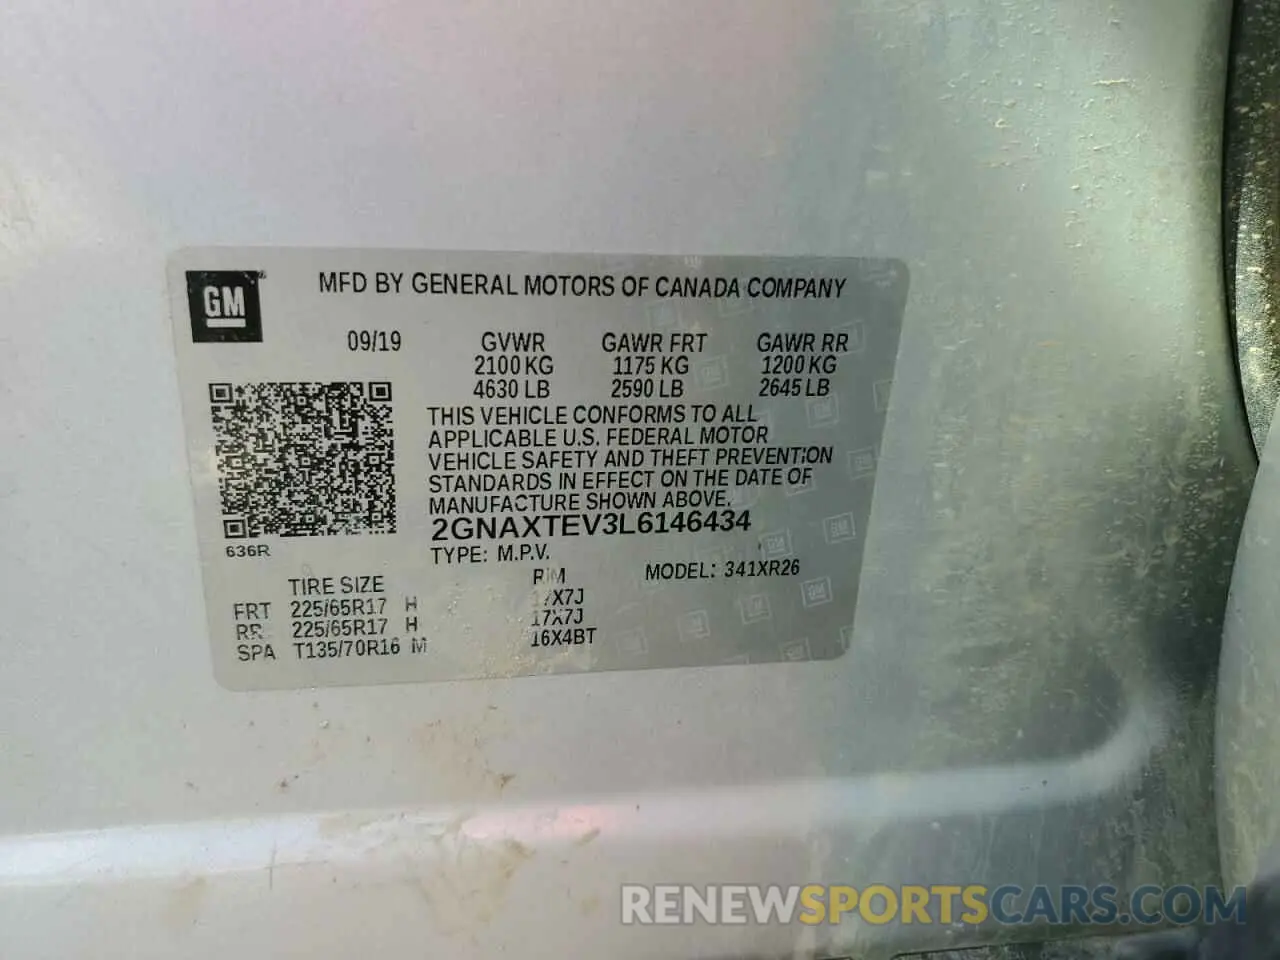 GM
MFD BY GENERAL MOTORS OF CANADA COMPANY
09/19 GVWR GAWR FRT GAWR RR
2100 KG 1175 KG 1200 KG
4630 LB 2590 LB 2645 LB
THIS VEHICLE CONFORMS TO ALL
APPLICABLE U.S. FEDERAL MOTOR
VEHICLE SAFETY AND THEFT PREVENTION
STANDARDS IN EFFECT ON THE DATE OF
MANUFACTURE SHOWN ABOVE.
2GNAXTEV3L6146434
636R
TYPE: M.P.V. MODEL: 341XR26
TIRE SIZE RIM
FRT 225/65R17 H 17X7J
RR 225/65R17 H 17X7J
SPA T135/70R16 M 16X4BT
RENEWSPORTSCARS.COM